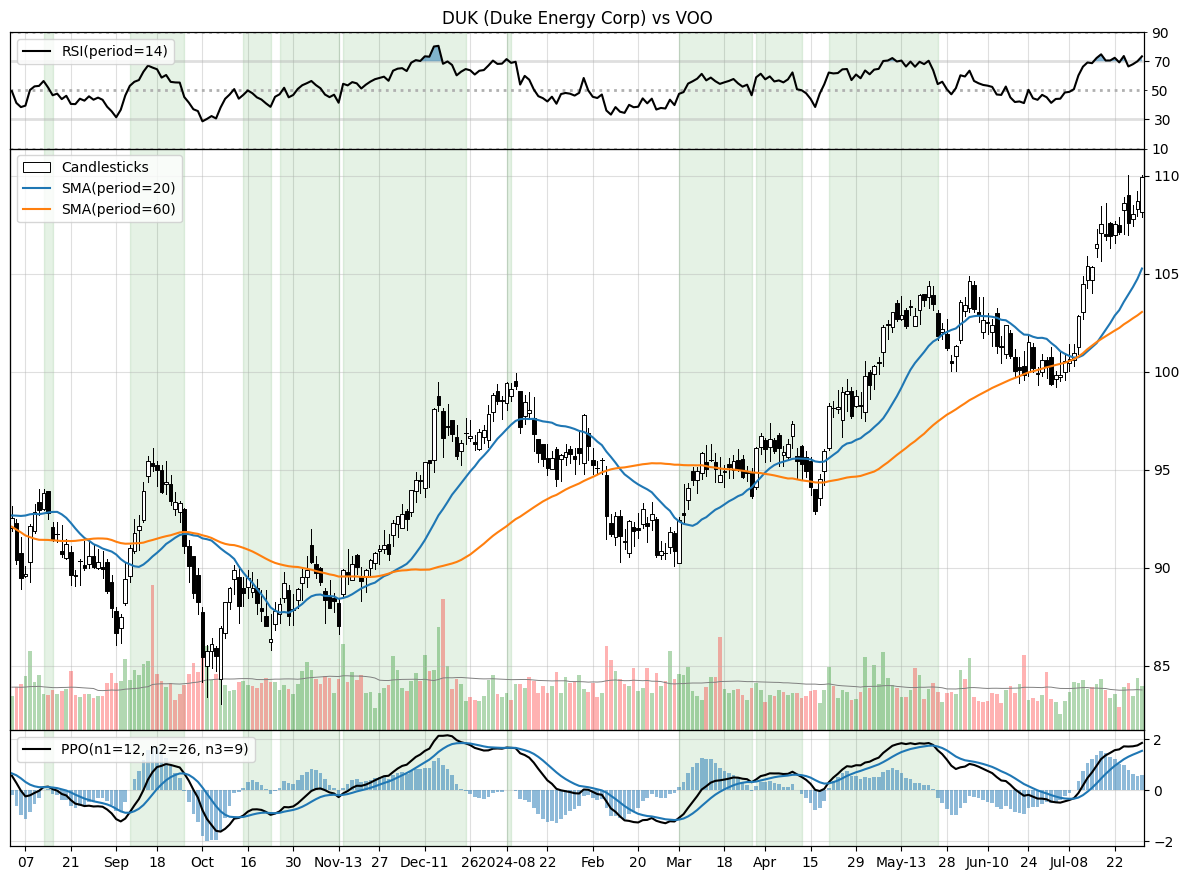 DUK (Duke Energy Corp) vs VOO
RSI(period=14)
90
70
50
30
10
Candlesticks
SMA(period=20)
SMA(period=60)
110
105
100
95
90
85
PPO(n1=12, n2=26, n3=9)
2
0
−2
07 21 Sep 18 Oct 16 30 Nov-13 27 Dec-11 26 2024-08 22 Feb 20 Mar 18 Apr 15 29 May-13 28 Jun-10 24 Jul-08 22